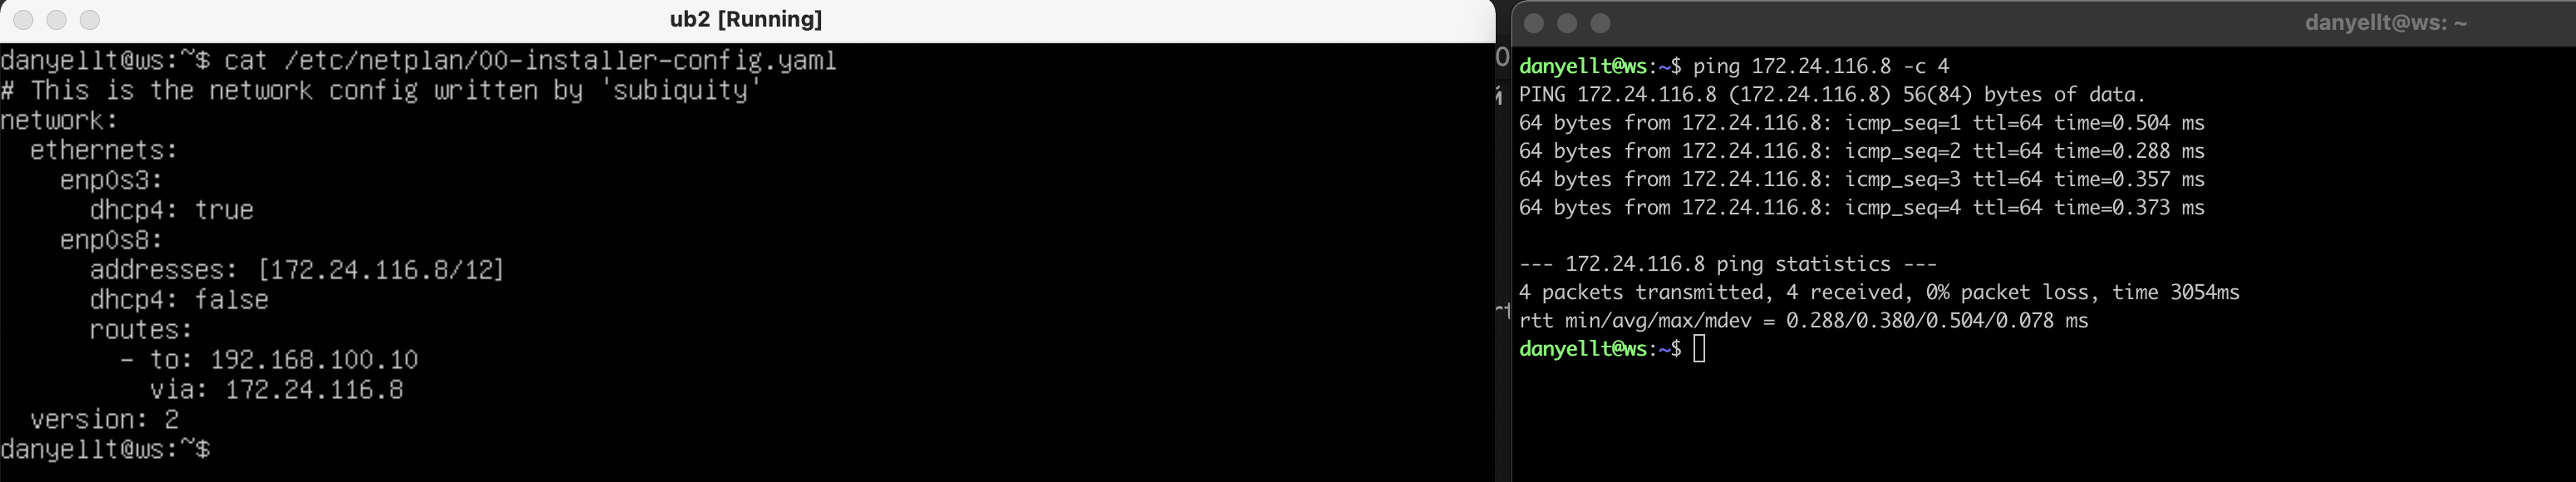 ub2 [Running]
danyellt@ws:~$ cat /etc/netplan/00-installer-config.yaml
# This is the network config written by 'subiquity'
network:
  ethernets:
    enp0s3:
      dhcp4: true
    enp0s8:
      addresses: [172.24.116.8/12]
      dhcp4: false
      routes:
        - to: 192.168.100.10
          via: 172.24.116.8
  version: 2
danyellt@ws:~$
danyellt@ws: ~
danyellt@ws:~$ ping 172.24.116.8 -c 4
PING 172.24.116.8 (172.24.116.8) 56(84) bytes of data.
64 bytes from 172.24.116.8: icmp_seq=1 ttl=64 time=0.504 ms
64 bytes from 172.24.116.8: icmp_seq=2 ttl=64 time=0.288 ms
64 bytes from 172.24.116.8: icmp_seq=3 ttl=64 time=0.357 ms
64 bytes from 172.24.116.8: icmp_seq=4 ttl=64 time=0.373 ms

--- 172.24.116.8 ping statistics ---
4 packets transmitted, 4 received, 0% packet loss, time 3054ms
rtt min/avg/max/mdev = 0.288/0.380/0.504/0.078 ms
danyellt@ws:~$